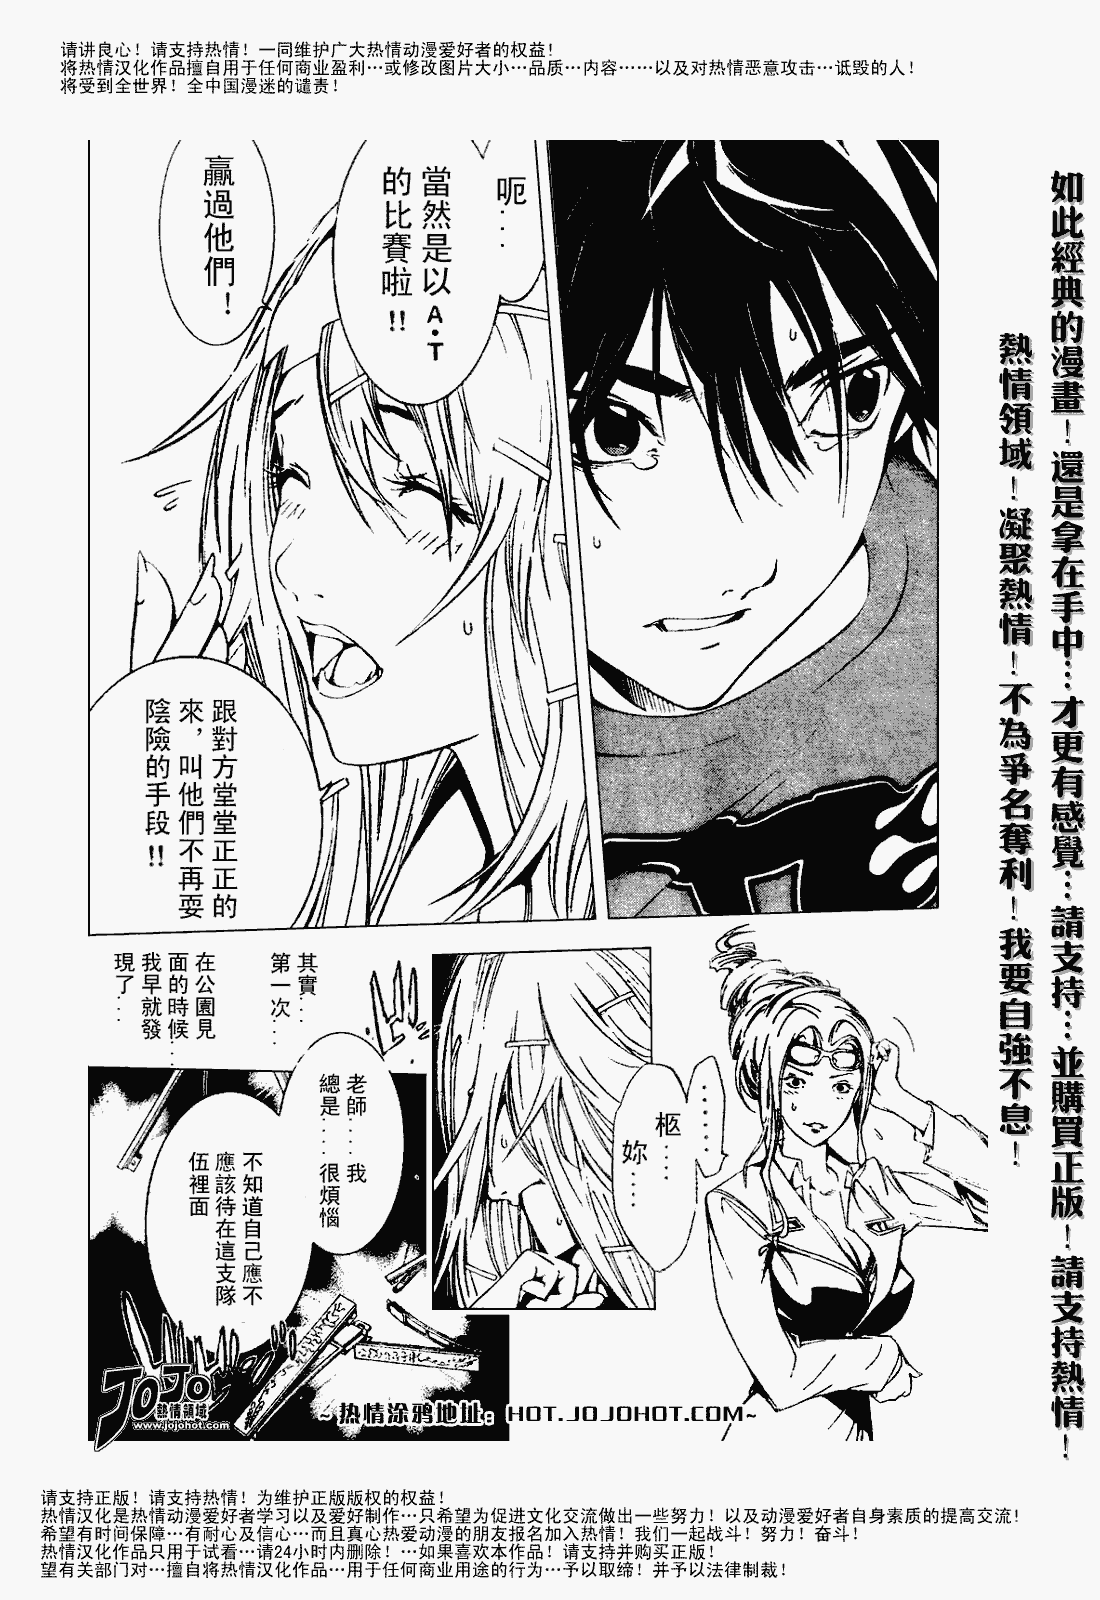 请讲良心！请支持热情！一同维护广大热情动漫爱好者的权益！
将热情汉化作品擅自用于任何商业盈利…或修改图片大小…品质…内容……以及对热情恶意攻击…诋毁的人！
将受到全世界！全中国漫迷的谴责！
如此經典的漫畫！還是拿在手中…才更有感覺…請支持…並購買正版！請支持熱情！
熱情領域！凝聚熱情！不為爭名奪利！我要自強不息！
呃…
當然是以A·T
的比賽啦!!
贏過他們！
跟對方堂堂正正的
來，叫他們不再耍
陰險的手段!!
……
柩
妳……
其實…
第一次…
在公園見
面的時候…
我早就發
現了…
老師……我
總是……很煩惱
不知道自己應不
應該待在這支隊
伍裡面
JOJO
熱情領域
www.jojohot.com
~热情涂鸦地址：HOT.JOJOHOT.COM~
请支持正版！请支持热情！为维护正版版权的权益！
热情汉化是热情动漫爱好者学习以及爱好制作…只希望为促进文化交流做出一些努力！以及动漫爱好者自身素质的提高交流！
希望有时间保障…有耐心及信心…而且真心热爱动漫的朋友报名加入热情！我们一起战斗！努力！奋斗！
热情汉化作品只用于试看…请24小时内删除！…如果喜欢本作品！请支持并购买正版！
望有关部门对…擅自将热情汉化作品…用于任何商业用途的行为…予以取缔！并予以法律制裁！